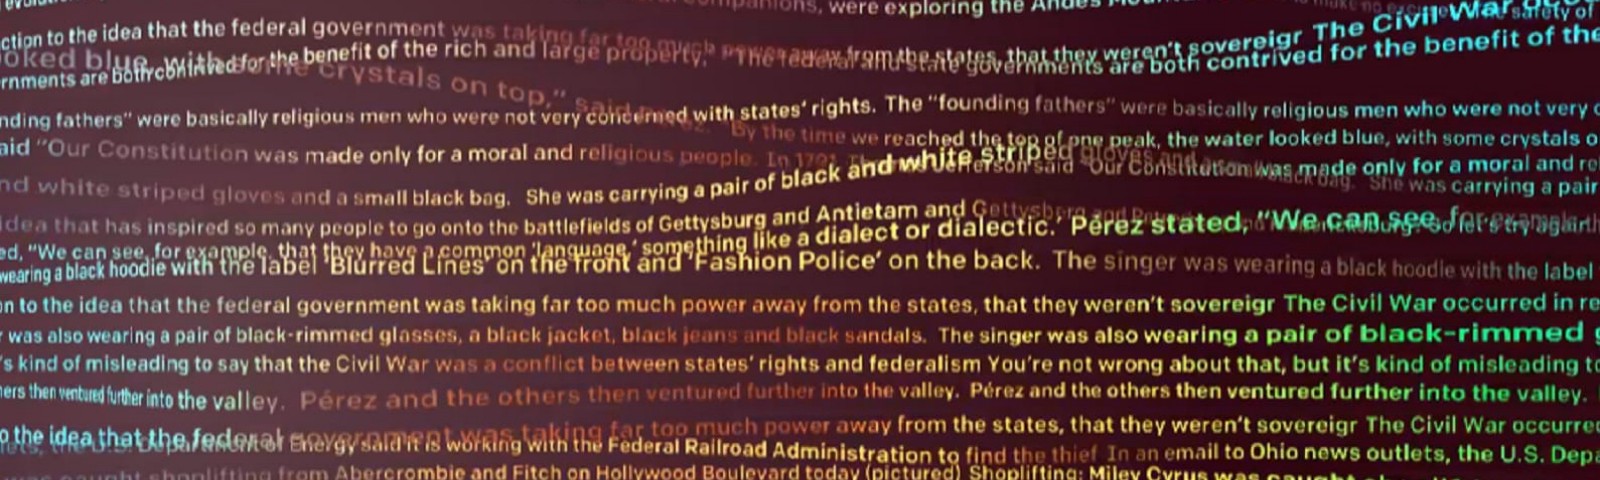 were exploring the Andes
ction to the idea that the federal government was taking far too much power away from the states, that they weren't sovereigr The Civil War
for the benefit of the rich and large property," "The federal and state governments are both contrived for the benefit of the
oked blue, with crystals on top," said
rnments are both contrived
nding fathers" were basically religious men who were not very concerned with states' rights. The "founding fathers" were basically religious men who were not very c
"By the time we reached the top of one peak, the water looked blue, with some crystals o
aid "Our Constitution was made only for a moral and religious people. In 1791, Jefferson said "Our Constitution was made only for a moral and re
nd white striped gloves and a small black bag. She was carrying a pair of black and white striped gloves and a small black bag. She was carrying a pair
idea that has inspired so many people to go onto the battlefields of Gettysburg and Antietam and Gettysburg and So let's try again
ed, "We can see, for example, that they have a common 'language,' something like a dialect or dialectic.' Pérez stated, "We can see, for example
wearing a black hoodie with the label 'Blurred Lines' on the front and 'Fashion Police' on the back. The singer was wearing a black hoodie with the label
on to the idea that the federal government was taking far too much power away from the states, that they weren't sovereigr The Civil War occurred in re
r was also wearing a pair of black-rimmed glasses, a black jacket, black jeans and black sandals. The singer was also wearing a pair of black-rimmed g
's kind of misleading to say that the Civil War was a conflict between states' rights and federalism You're not wrong about that, but it's kind of misleading to
hers then ventured further into the valley. Pérez and the others then ventured further into the valley. Pérez and the others then ventured further into the valley.
o the idea that the federal government was taking far too much power away from the states, that they weren't sovereigr The Civil War occurre
lets, the U.S. Department of Energy said it is working with the Federal Railroad Administration to find the thief In an email to Ohio news outlets, the U.S. Depa
caught shoplifting from Abercrombie and Fitch on Hollywood Boulevard today (pictured) Shoplifting: Miley Cyrus was caught